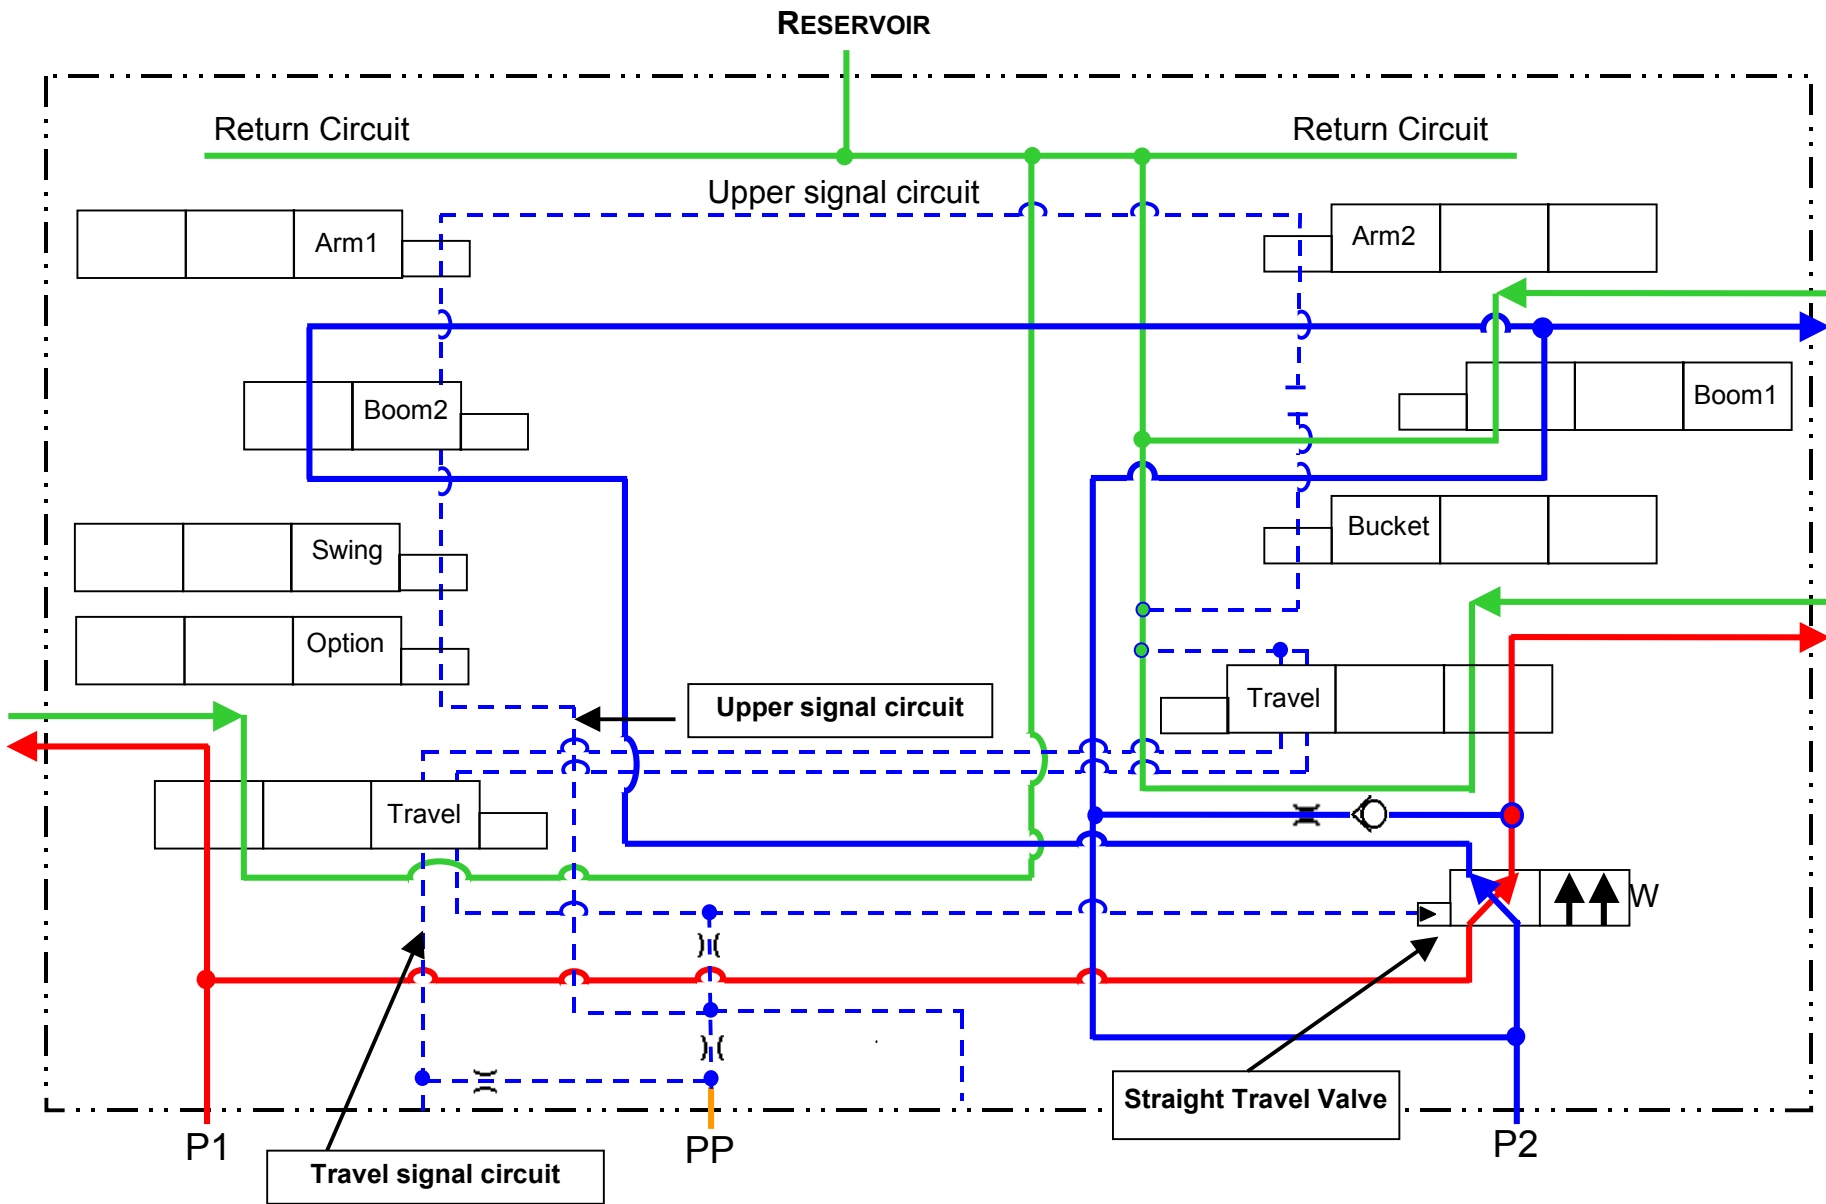 RESERVOIR
Return Circuit
Return Circuit
Upper signal circuit
Arm1
Arm2
Boom2
Boom1
Swing
Bucket
Option
Upper signal circuit
Travel
Travel
W
Straight Travel Valve
P1
PP
P2
Travel signal circuit